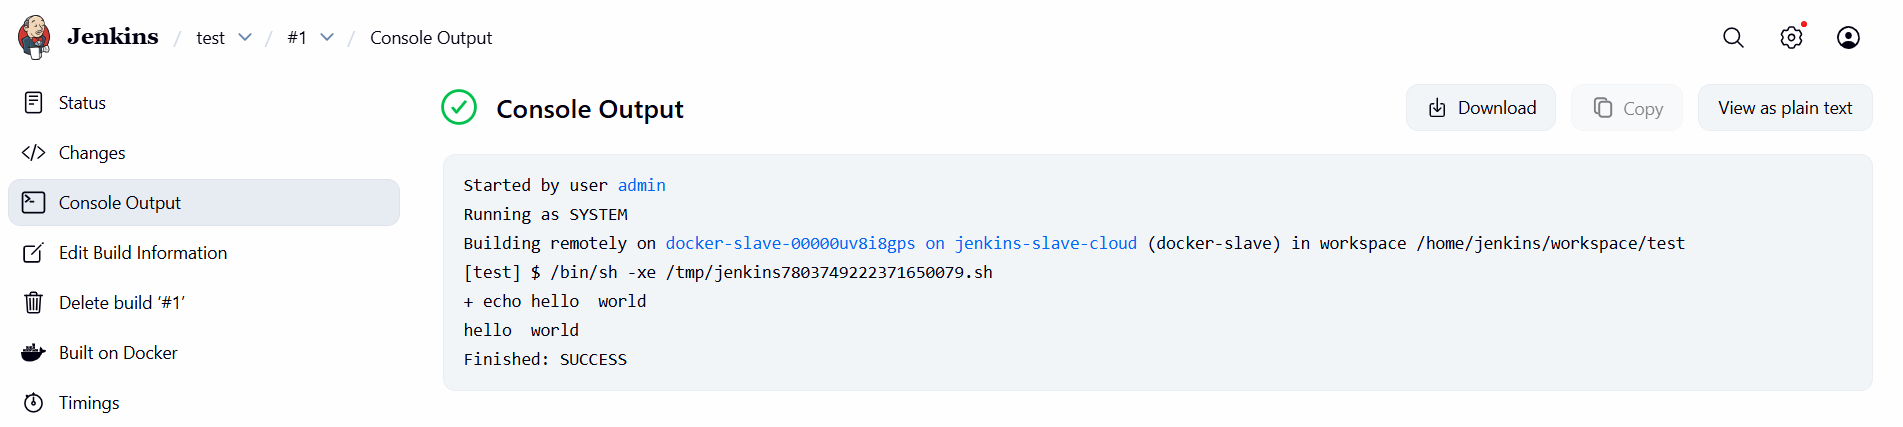 Jenkins / test / #1 / Console Output
Status
Changes
Console Output
Edit Build Information
Delete build ‘#1’
Built on Docker
Timings
Console Output
Download
Copy
View as plain text
Started by user admin
Running as SYSTEM
Building remotely on docker-slave-00000uv8i8gps on jenkins-slave-cloud (docker-slave) in workspace /home/jenkins/workspace/test
[test] $ /bin/sh -xe /tmp/jenkins7803749222371650079.sh
+ echo hello  world
hello  world
Finished: SUCCESS